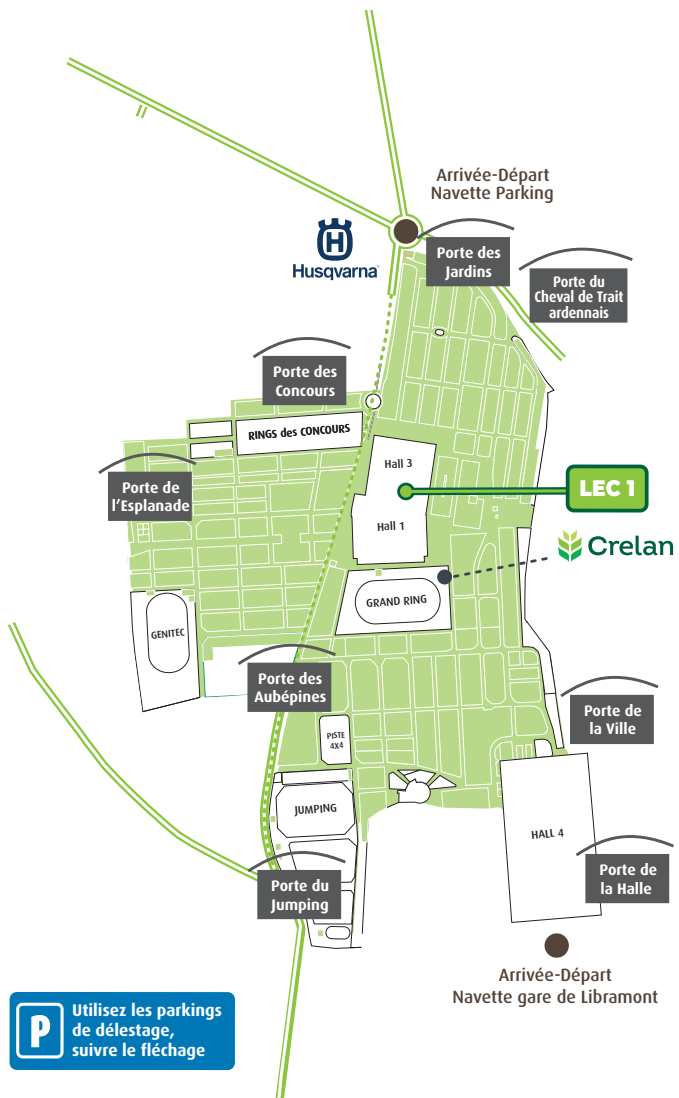 Arrivée-Départ
Navette Parking
H
Husqvarna
Porte des
Jardins
Porte du
Cheval de Trait
ardennais
Porte des
Concours
RINGS des CONCOURS
Hall 3
Porte de
l'Esplanade
LEC 1
Hall 1
Crelan
GRAND RING
GENITEC
Porte des
Aubépines
Porte de
la Ville
PISTE
4X4
JUMPING
HALL 4
Porte de
la Halle
Porte du
Jumping
Arrivée-Départ
Navette gare de Libramont
P
Utilisez les parkings
de délestage,
suivre le fléchage